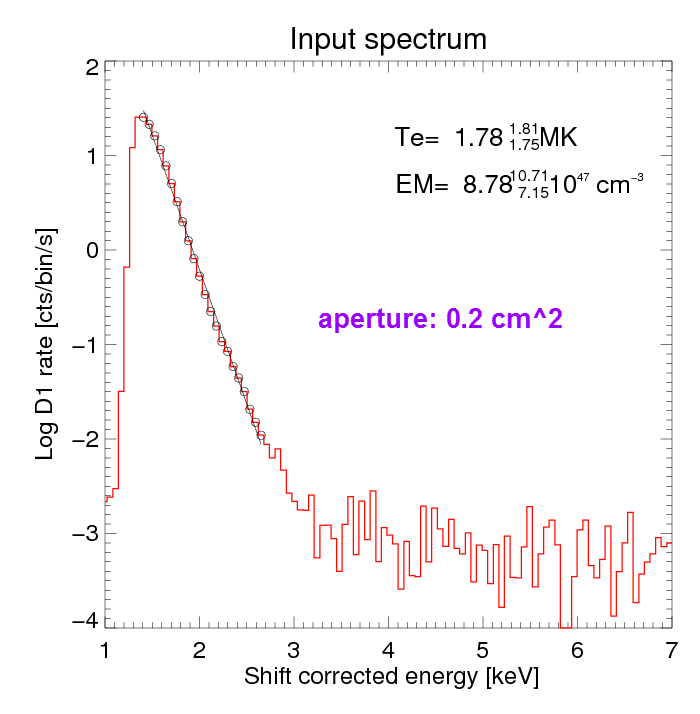 Input spectrum
2
1
0
−1
−2
−3
−4
Log D1 rate [cts/bin/s]
Te= 1.78 1.81 1.75 MK
EM= 8.78 10.71 7.15 10^47 cm^−3
aperture: 0.2 cm^2
1 2 3 4 5 6 7
Shift corrected energy [keV]